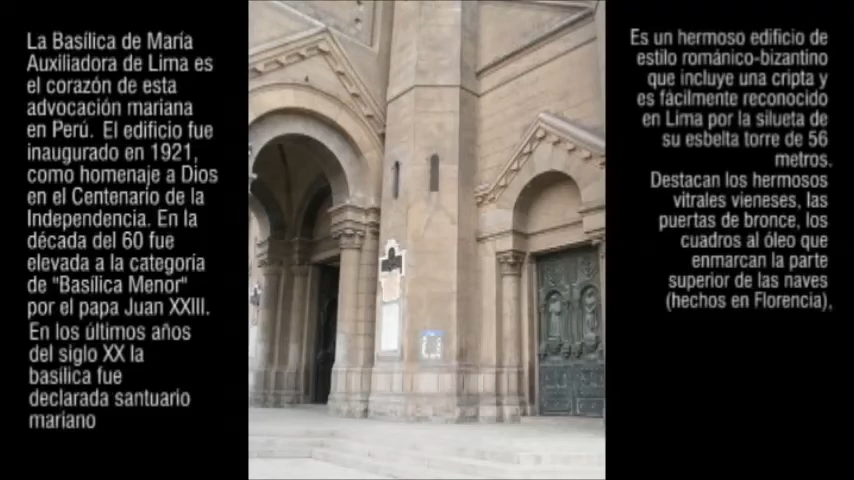 La Basílica de María
Auxiliadora de Lima es
el corazón de esta
advocación mariana
en Perú. El edificio fue
inaugurado en 1921,
como homenaje a Dios
en el Centenario de la
Independencia. En la
década del 60 fue
elevada a la categoría
de "Basílica Menor"
por el papa Juan XXIII.
En los últimos años
del siglo XX la
basílica fue
declarada santuario
mariano
Es un hermoso edificio de
estilo románico-bizantino
que incluye una cripta y
es fácilmente reconocido
en Lima por la silueta de
su esbelta torre de 56
metros.
Destacan los hermosos
vitrales vieneses, las
puertas de bronce, los
cuadros al óleo que
enmarcan la parte
superior de las naves
(hechos en Florencia),